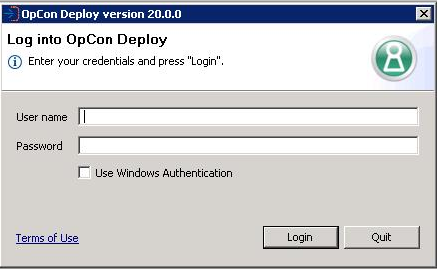 OpCon Deploy version 20.0.0
Log into OpCon Deploy
Enter your credentials and press "Login".
User name
Password
Use Windows Authentication
Terms of Use
Login
Quit